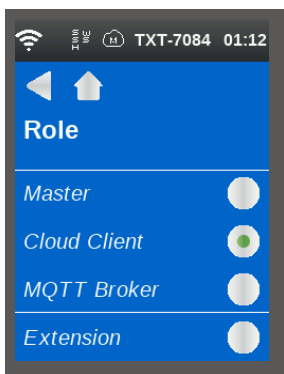 M TXT-7084 01:12
Role
Master
Cloud Client
MQTT Broker
Extension